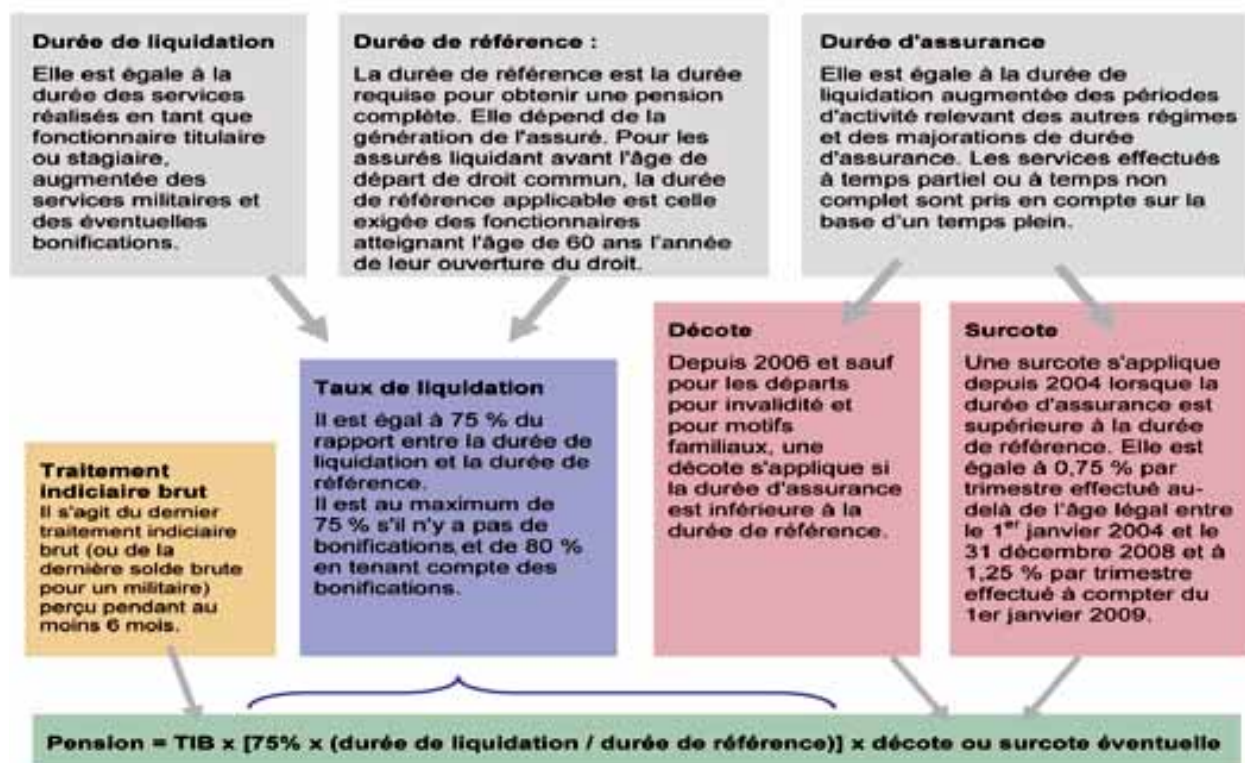 Durée de liquidation
Elle est égale à la
durée des services
réalisés en tant que
fonctionnaire titulaire
ou stagiaire,
augmentée des
services militaires et
des éventuelles
bonifications.
Durée de référence :
La durée de référence est la durée
requise pour obtenir une pension
complète. Elle dépend de la
génération de l'assuré. Pour les
assurés liquidant avant l'âge de
départ de droit commun, la durée
de référence applicable est celle
exigée des fonctionnaires
atteignant l'âge de 60 ans l'année
de leur ouverture du droit.
Durée d'assurance
Elle est égale à la durée de
liquidation augmentée des périodes
d'activité relevant des autres régimes
et des majorations de durée
d'assurance. Les services effectués
à temps partiel ou à temps non
complet sont pris en compte sur la
base d'un temps plein.
Traitement
indiciaire brut
Il s'agit du dernier
traitement indiciaire
brut (ou de la
dernière solde brute
pour un militaire)
perçu pendant au
moins 6 mois.
Taux de liquidation
Il est égal à 75 % du
rapport entre la durée de
liquidation et la durée de
référence.
Il est au maximum de
75 % s'il n'y a pas de
bonifications et de 80 %
en tenant compte des
bonifications.
Décote
Depuis 2006 et sauf
pour les départs
pour invalidité et
pour motifs
familiaux, une
décote s'applique si
la durée d'assurance
est inférieure à la
durée de référence.
Surcote
Une surcote s'applique
depuis 2004 lorsque la
durée d'assurance est
supérieure à la durée
de référence. Elle est
égale à 0,75 % par
trimestre effectué au-
delà de l'âge légal entre
le 1er janvier 2004 et le
31 décembre 2008 et à
1,25 % par trimestre
effectué à compter du
1er janvier 2009.
Pension = TIB x [75% x (durée de liquidation / durée de référence)] x décote ou surcote éventuelle